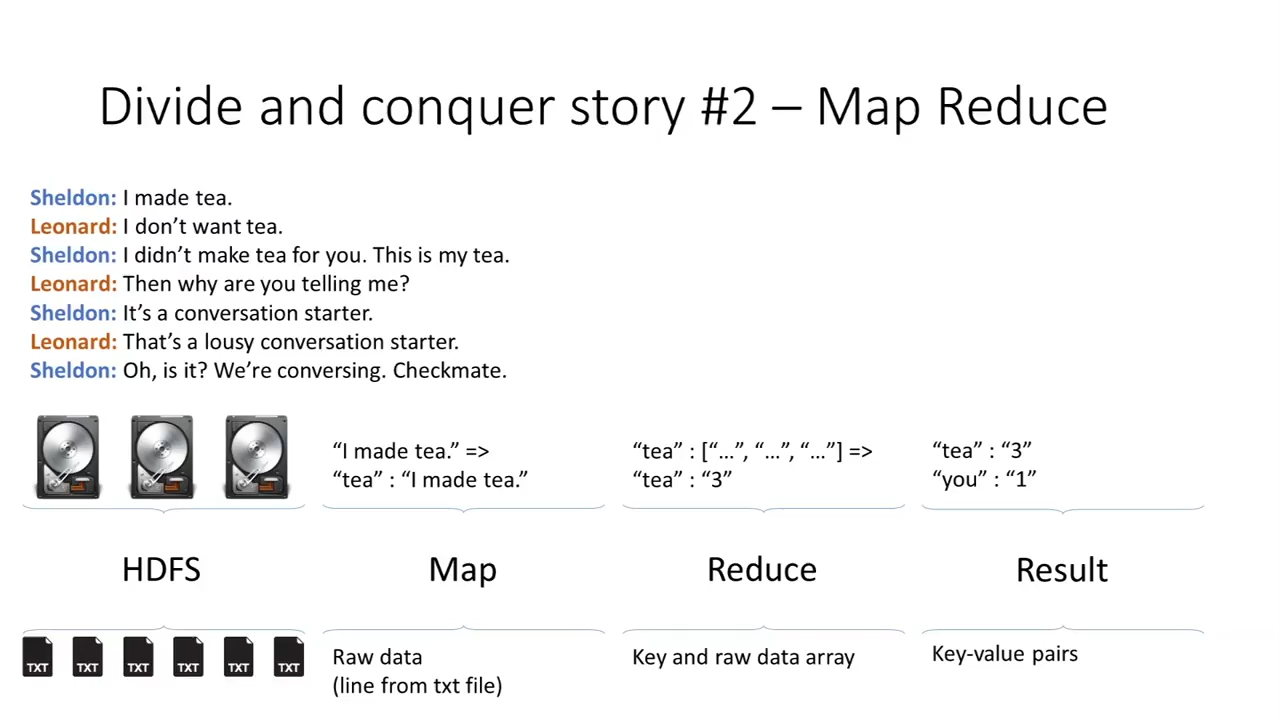 Divide and conquer story #2 – Map Reduce
Sheldon: I made tea.
Leonard: I don’t want tea.
Sheldon: I didn’t make tea for you. This is my tea.
Leonard: Then why are you telling me?
Sheldon: It’s a conversation starter.
Leonard: That’s a lousy conversation starter.
Sheldon: Oh, is it? We’re conversing. Checkmate.
“I made tea.” =>
“tea” : “I made tea.”
“tea” : [“…”, “…”, “…”] =>
“tea” : “3”
“tea” : “3”
“you” : “1”
HDFS
Map
Reduce
Result
TXT
TXT
TXT
TXT
TXT
TXT
Raw data
(line from txt file)
Key and raw data array
Key-value pairs